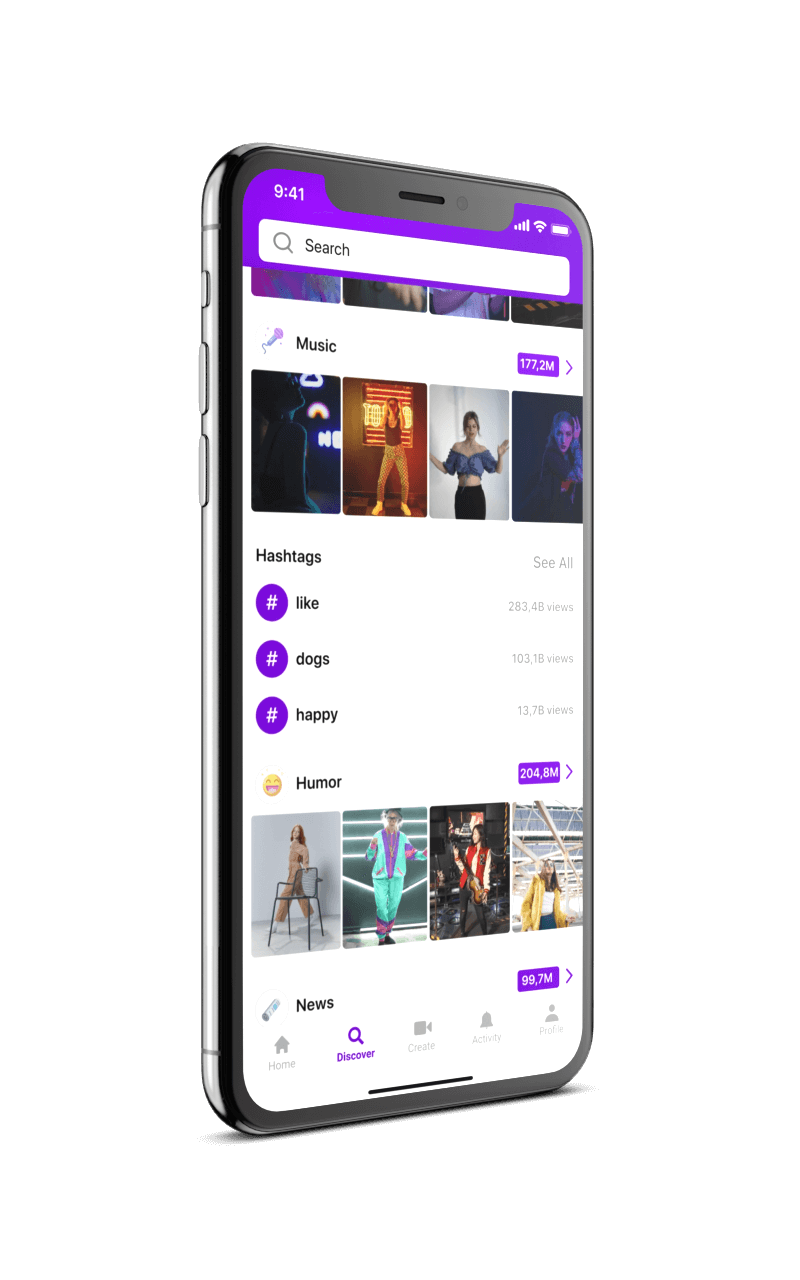 9:41
Search
Music
177,2M
Hashtags
See All
# like
283,4B views
# dogs
103,1B views
# happy
13,7B views
Humor
204,8M
News
99,7M
Home
Discover
Create
Activity
Profile